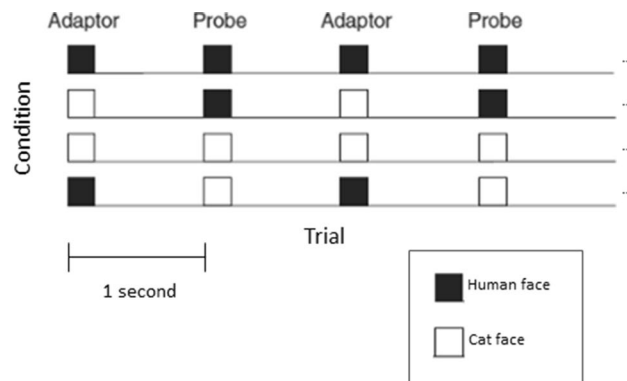 Adaptor Probe Adaptor Probe
Condition
Trial
1 second
Human face
Cat face